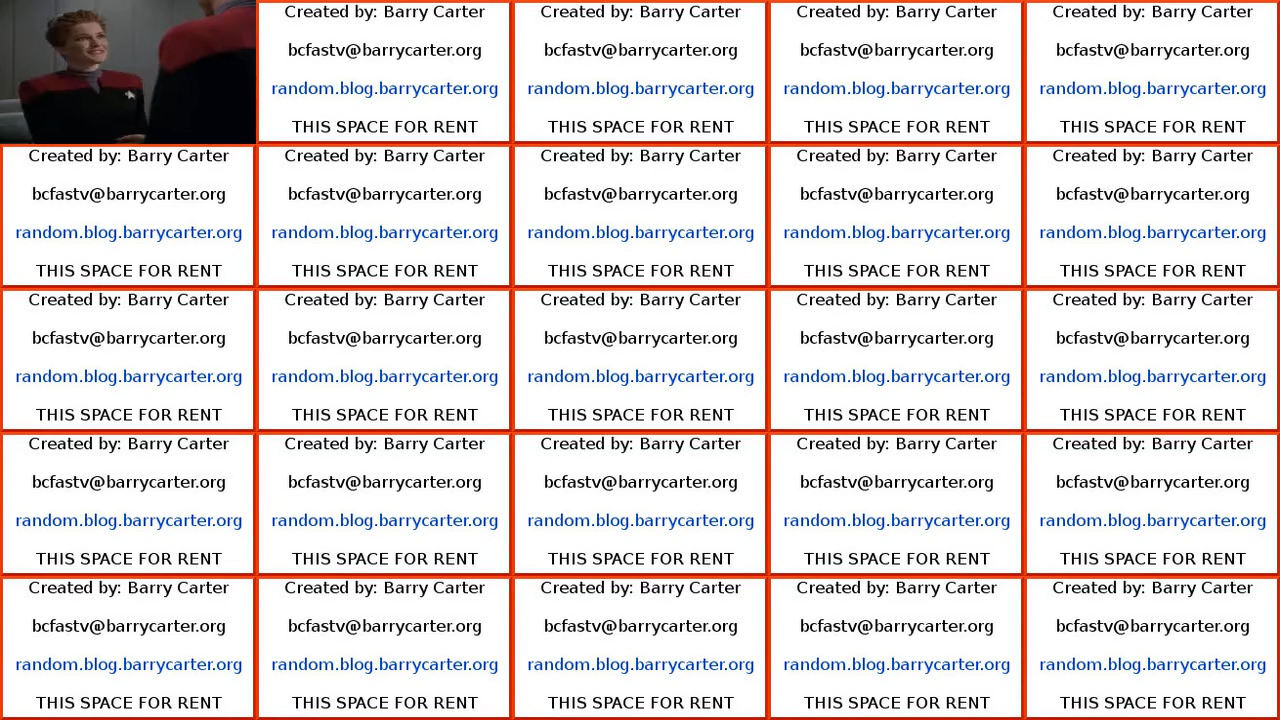 Created by: Barry Carter Created by: Barry Carter Created by: Barry Carter Created by: Barry Carter
bcfastv@barrycarter.org bcfastv@barrycarter.org bcfastv@barrycarter.org bcfastv@barrycarter.org
random.blog.barrycarter.org random.blog.barrycarter.org random.blog.barrycarter.org random.blog.barrycarter.org
THIS SPACE FOR RENT THIS SPACE FOR RENT THIS SPACE FOR RENT THIS SPACE FOR RENT
Created by: Barry Carter Created by: Barry Carter Created by: Barry Carter Created by: Barry Carter Created by: Barry Carter
bcfastv@barrycarter.org bcfastv@barrycarter.org bcfastv@barrycarter.org bcfastv@barrycarter.org bcfastv@barrycarter.org
random.blog.barrycarter.org random.blog.barrycarter.org random.blog.barrycarter.org random.blog.barrycarter.org random.blog.barrycarter.org
THIS SPACE FOR RENT THIS SPACE FOR RENT THIS SPACE FOR RENT THIS SPACE FOR RENT THIS SPACE FOR RENT
Created by: Barry Carter Created by: Barry Carter Created by: Barry Carter Created by: Barry Carter Created by: Barry Carter
bcfastv@barrycarter.org bcfastv@barrycarter.org bcfastv@barrycarter.org bcfastv@barrycarter.org bcfastv@barrycarter.org
random.blog.barrycarter.org random.blog.barrycarter.org random.blog.barrycarter.org random.blog.barrycarter.org random.blog.barrycarter.org
THIS SPACE FOR RENT THIS SPACE FOR RENT THIS SPACE FOR RENT THIS SPACE FOR RENT THIS SPACE FOR RENT
Created by: Barry Carter Created by: Barry Carter Created by: Barry Carter Created by: Barry Carter Created by: Barry Carter
bcfastv@barrycarter.org bcfastv@barrycarter.org bcfastv@barrycarter.org bcfastv@barrycarter.org bcfastv@barrycarter.org
random.blog.barrycarter.org random.blog.barrycarter.org random.blog.barrycarter.org random.blog.barrycarter.org random.blog.barrycarter.org
THIS SPACE FOR RENT THIS SPACE FOR RENT THIS SPACE FOR RENT THIS SPACE FOR RENT THIS SPACE FOR RENT
Created by: Barry Carter Created by: Barry Carter Created by: Barry Carter Created by: Barry Carter Created by: Barry Carter
bcfastv@barrycarter.org bcfastv@barrycarter.org bcfastv@barrycarter.org bcfastv@barrycarter.org bcfastv@barrycarter.org
random.blog.barrycarter.org random.blog.barrycarter.org random.blog.barrycarter.org random.blog.barrycarter.org random.blog.barrycarter.org
THIS SPACE FOR RENT THIS SPACE FOR RENT THIS SPACE FOR RENT THIS SPACE FOR RENT THIS SPACE FOR RENT